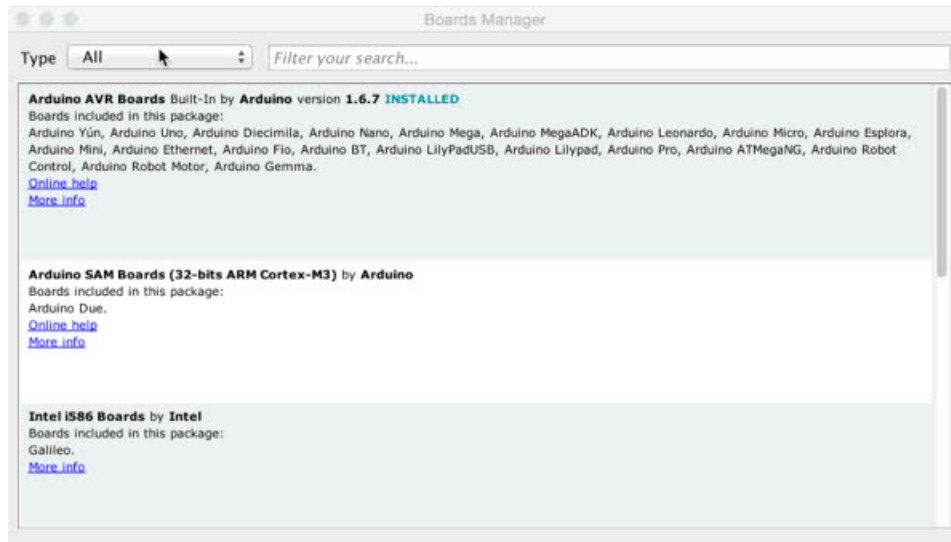 Boards Manager
Type All Filter your search...
Arduino AVR Boards Built-In by Arduino version 1.6.7 INSTALLED
Boards included in this package:
Arduino Yún, Arduino Uno, Arduino Diecimila, Arduino Nano, Arduino Mega, Arduino MegaADK, Arduino Leonardo, Arduino Micro, Arduino Esplora,
Arduino Mini, Arduino Ethernet, Arduino Fio, Arduino BT, Arduino LilyPadUSB, Arduino Lilypad, Arduino Pro, Arduino ATMegaNG, Arduino Robot
Control, Arduino Robot Motor, Arduino Gemma.
Online help
More info
Arduino SAM Boards (32-bits ARM Cortex-M3) by Arduino
Boards included in this package:
Arduino Due.
Online help
More info
Intel i586 Boards by Intel
Boards included in this package:
Galileo.
More info